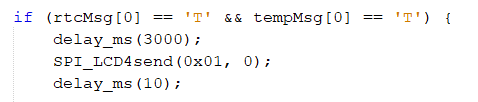 if (rtcMsg[0] == 'T' && tempMsg[0] == 'T') {
delay_ms(3000);
SPI_LCD4send(0x01, 0);
delay_ms(10);